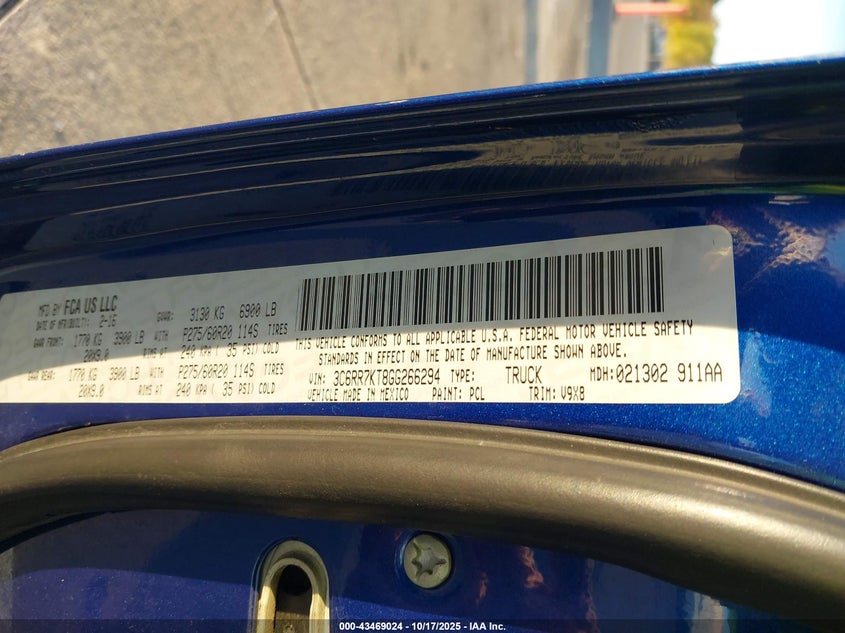 MFD BY FCA US LLC
DATE OF MFR(BUILT): 2-16
GVWR: 3130 KG 6900 LB
GAWR FRONT: 1770 KG 3900 LB WITH P275/60R20 114S TIRES
20X9.0 RIMS AT 240 KPA ( 35 PSI) COLD
GAWR REAR: 1770 KG 3900 LB WITH P275/60R20 114S TIRES
20X9.0 RIMS AT 240 KPA ( 35 PSI) COLD
THIS VEHICLE CONFORMS TO ALL APPLICABLE U.S.A. FEDERAL MOTOR VEHICLE SAFETY
STANDARDS IN EFFECT ON THE DATE OF MANUFACTURE SHOWN ABOVE.
VIN: 3C6RR7KT8GG266294 TYPE: TRUCK MDH: 021302 911AA
VEHICLE MADE IN MEXICO PAINT: PCL TRIM: V9X8
000-43469024 - 10/17/2025 - IAA Inc.